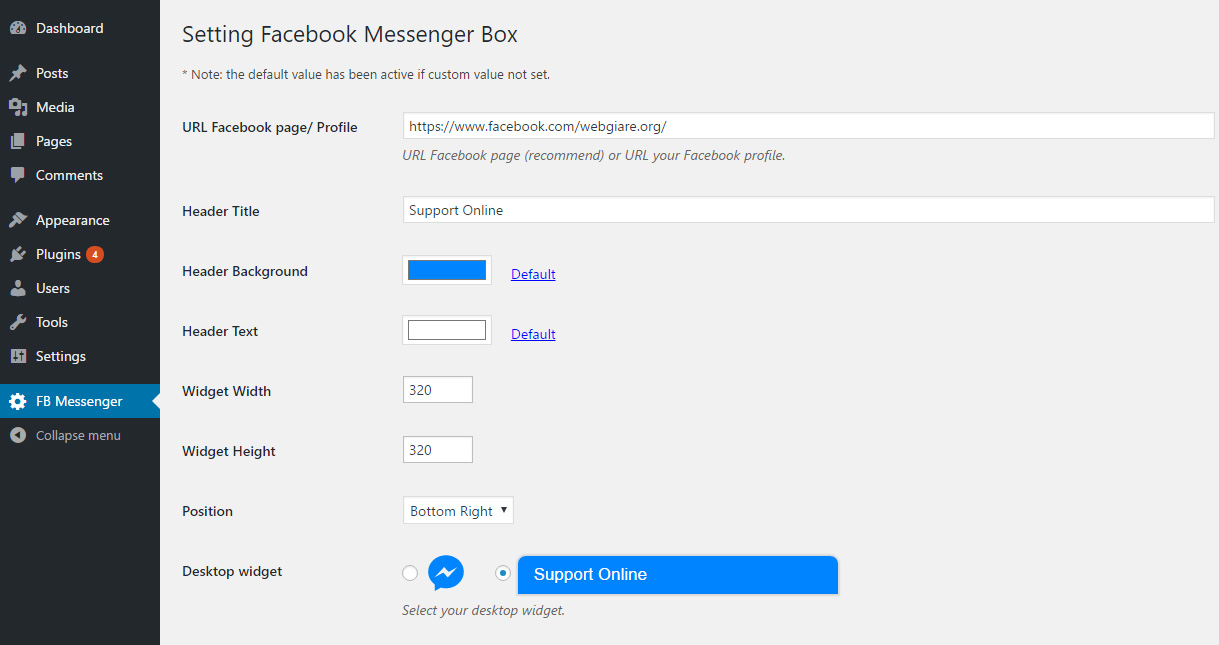 Dashboard
Posts
Media
Pages
Comments
Appearance
Plugins 4
Users
Tools
Settings
FB Messenger
Collapse menu
Setting Facebook Messenger Box
* Note: the default value has been active if custom value not set.
URL Facebook page/ Profile
https://www.facebook.com/webgiare.org/
URL Facebook page (recommend) or URL your Facebook profile.
Header Title
Support Online
Header Background
Default
Header Text
Default
Widget Width
320
Widget Height
320
Position
Bottom Right
Desktop widget
Support Online
Select your desktop widget.